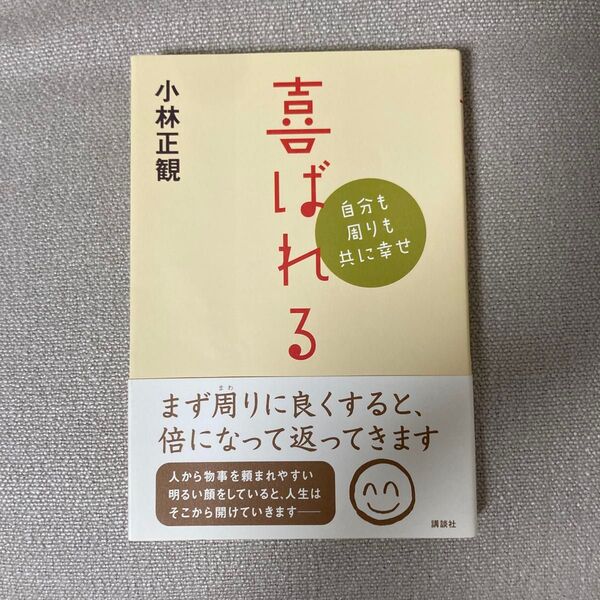 小林正観
喜ばれる
自分も
周りも
共に幸せ
まず周りに良くすると、
まわ
倍になって返ってきます
人から物事を頼まれやすい
明るい顔をしていると、人生は
そこから開けていきます――
講談社